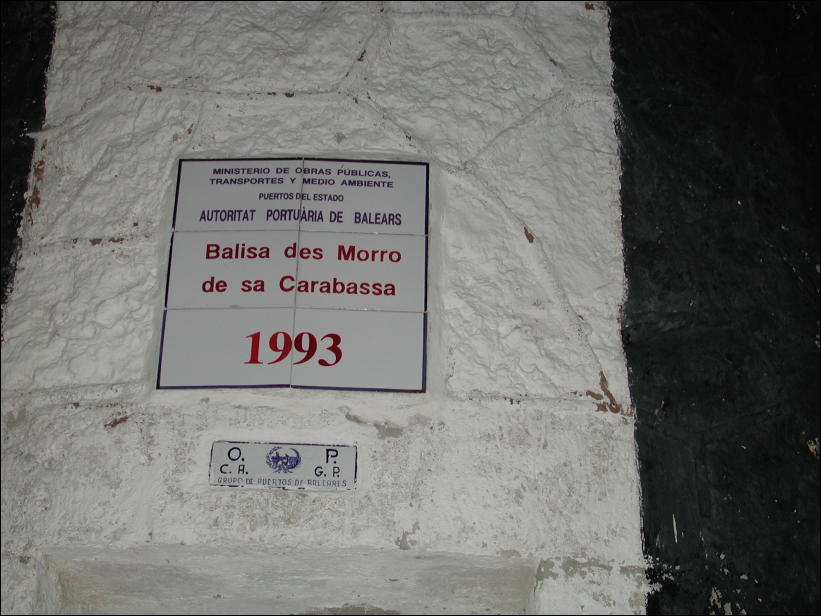 MINISTERIO DE OBRAS PÚBLICAS,
TRANSPORTES Y MEDIO AMBIENTE
PUERTOS DEL ESTADO
AUTORITAT PORTUÀRIA DE BALEARS
Balisa des Morro
de sa Carabassa
1993
O. P.
C. A. G. P.
GRUPO DE PUERTOS DE BALEARES